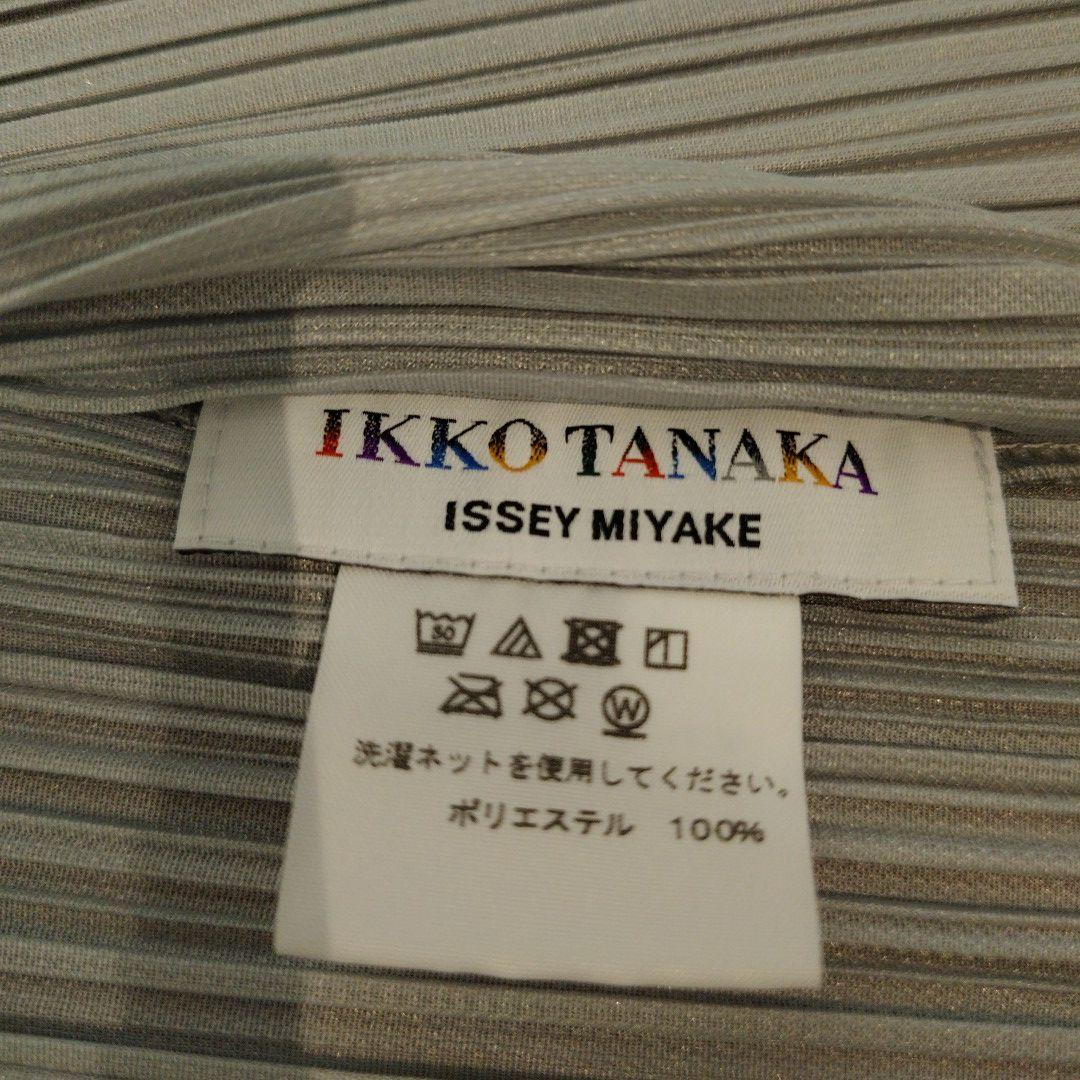 IKKO TANAKA
ISSEY MIYAKE
30
W
洗濯ネットを使用してください。
ポリエステル 100%